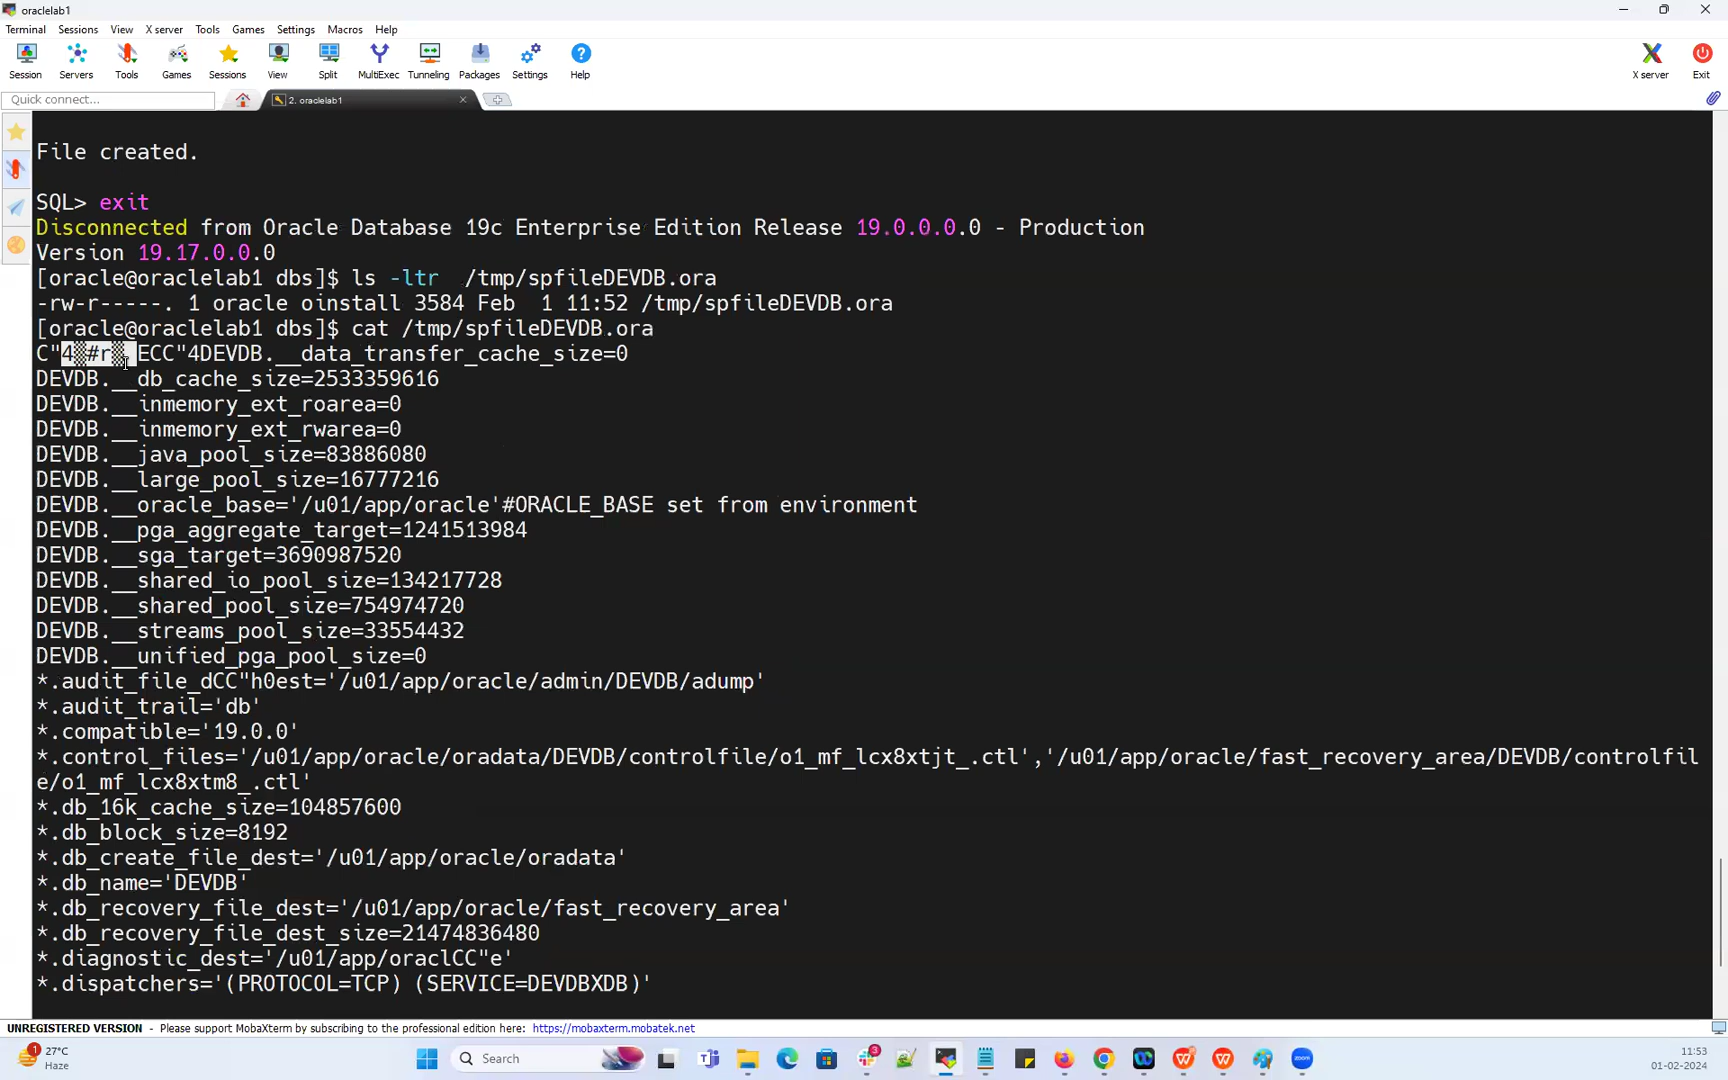 oraclelab1
Terminal Sessions View X server Tools Games Settings Macros Help
Session Servers Tools Games Sessions View Split MultiExec Tunneling Packages Settings Help X server Exit
Quick connect... 2. oraclelab1
File created.
SQL> exit
Disconnected from Oracle Database 19c Enterprise Edition Release 19.0.0.0.0 - Production
Version 19.17.0.0.0
[oracle@oraclelab1 dbs]$ ls -ltr  /tmp/spfileDEVDB.ora
-rw-r-----. 1 oracle oinstall 3584 Feb  1 11:52 /tmp/spfileDEVDB.ora
[oracle@oraclelab1 dbs]$ cat /tmp/spfileDEVDB.ora
C"4▒#r▒ ECC"4DEVDB.__data_transfer_cache_size=0
DEVDB.__db_cache_size=2533359616
DEVDB.__inmemory_ext_roarea=0
DEVDB.__inmemory_ext_rwarea=0
DEVDB.__java_pool_size=83886080
DEVDB.__large_pool_size=16777216
DEVDB.__oracle_base='/u01/app/oracle'#ORACLE_BASE set from environment
DEVDB.__pga_aggregate_target=1241513984
DEVDB.__sga_target=3690987520
DEVDB.__shared_io_pool_size=134217728
DEVDB.__shared_pool_size=754974720
DEVDB.__streams_pool_size=33554432
DEVDB.__unified_pga_pool_size=0
*.audit_file_dCC"h0est='/u01/app/oracle/admin/DEVDB/adump'
*.audit_trail='db'
*.compatible='19.0.0'
*.control_files='/u01/app/oracle/oradata/DEVDB/controlfile/o1_mf_lcx8xtjt_.ctl','/u01/app/oracle/fast_recovery_area/DEVDB/controlfil
e/o1_mf_lcx8xtm8_.ctl'
*.db_16k_cache_size=104857600
*.db_block_size=8192
*.db_create_file_dest='/u01/app/oracle/oradata'
*.db_name='DEVDB'
*.db_recovery_file_dest='/u01/app/oracle/fast_recovery_area'
*.db_recovery_file_dest_size=21474836480
*.diagnostic_dest='/u01/app/oraclCC"e'
*.dispatchers='(PROTOCOL=TCP) (SERVICE=DEVDBXDB)'
UNREGISTERED VERSION - Please support MobaXterm by subscribing to the professional edition here: https://mobaxterm.mobatek.net
1 27°C
Haze
Search
3
zoom
11:53
01-02-2024